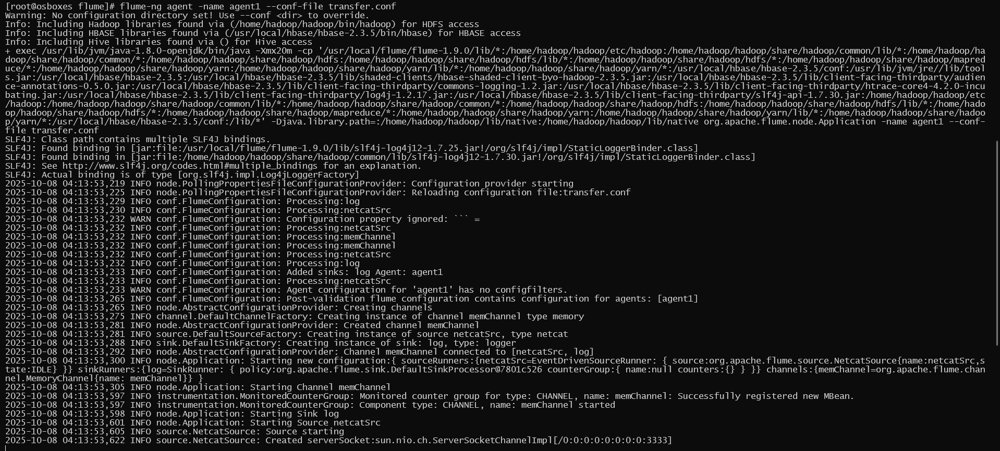 [root@osboxes flume]# flume-ng agent -name agent1 --conf-file transfer.conf
Warning: No configuration directory set! Use --conf <dir> to override.
Info: Including Hadoop libraries found via (/home/hadoop/hadoop/bin/hadoop) for HDFS access
Info: Including HBASE libraries found via (/usr/local/hbase/hbase-2.3.5/bin/hbase) for HBASE access
Info: Including Hive libraries found via () for Hive access
+ exec /usr/lib/jvm/java-1.8.0-openjdk/bin/java -Xmx20m -cp '/usr/local/flume/flume-1.9.0/lib/*:/home/hadoop/hadoop/etc/hadoop:/home/hadoop/hadoop/share/hadoop/common/lib/*:/home/hadoop/ha
doop/share/hadoop/common/*:/home/hadoop/hadoop/share/hadoop/hdfs:/home/hadoop/hadoop/share/hadoop/hdfs/lib/*:/home/hadoop/hadoop/share/hadoop/hdfs/*:/home/hadoop/hadoop/share/hadoop/mapred
uce/*:/home/hadoop/hadoop/share/hadoop/yarn:/home/hadoop/hadoop/share/hadoop/yarn/lib/*:/home/hadoop/hadoop/share/hadoop/yarn/*:/usr/local/hbase/hbase-2.3.5/conf:/usr/lib/jvm/jre//lib/tool
s.jar:/usr/local/hbase/hbase-2.3.5:/usr/local/hbase/hbase-2.3.5/lib/shaded-clients/hbase-shaded-client-byo-hadoop-2.3.5.jar:/usr/local/hbase/hbase-2.3.5/lib/client-facing-thirdparty/audien
ce-annotations-0.5.0.jar:/usr/local/hbase/hbase-2.3.5/lib/client-facing-thirdparty/commons-logging-1.2.jar:/usr/local/hbase/hbase-2.3.5/lib/client-facing-thirdparty/htrace-core4-4.2.0-incu
bating.jar:/usr/local/hbase/hbase-2.3.5/lib/client-facing-thirdparty/log4j-1.2.17.jar:/usr/local/hbase/hbase-2.3.5/lib/client-facing-thirdparty/slf4j-api-1.7.30.jar:/home/hadoop/hadoop/etc
/hadoop:/home/hadoop/hadoop/share/hadoop/common/lib/*:/home/hadoop/hadoop/share/hadoop/common/*:/home/hadoop/hadoop/share/hadoop/hdfs:/home/hadoop/hadoop/share/hadoop/hdfs/lib/*:/home/hado
op/hadoop/share/hadoop/hdfs/*:/home/hadoop/hadoop/share/hadoop/mapreduce/*:/home/hadoop/hadoop/share/hadoop/yarn:/home/hadoop/hadoop/share/hadoop/yarn/lib/*:/home/hadoop/hadoop/share/hadoo
p/yarn/*:/usr/local/hbase/hbase-2.3.5/conf:/lib/*' -Djava.library.path=:/home/hadoop/hadoop/lib/native:/home/hadoop/hadoop/lib/native org.apache.flume.node.Application -name agent1 --conf-
file transfer.conf
SLF4J: Class path contains multiple SLF4J bindings.
SLF4J: Found binding in [jar:file:/usr/local/flume/flume-1.9.0/lib/slf4j-log4j12-1.7.25.jar!/org/slf4j/impl/StaticLoggerBinder.class]
SLF4J: Found binding in [jar:file:/home/hadoop/hadoop/share/hadoop/common/lib/slf4j-log4j12-1.7.30.jar!/org/slf4j/impl/StaticLoggerBinder.class]
SLF4J: See http://www.slf4j.org/codes.html#multiple_bindings for an explanation.
SLF4J: Actual binding is of type [org.slf4j.impl.Log4jLoggerFactory]
2025-10-08 04:13:53,219 INFO node.PollingPropertiesFileConfigurationProvider: Configuration provider starting
2025-10-08 04:13:53,225 INFO node.PollingPropertiesFileConfigurationProvider: Reloading configuration file:transfer.conf
2025-10-08 04:13:53,229 INFO conf.FlumeConfiguration: Processing:log
2025-10-08 04:13:53,230 INFO conf.FlumeConfiguration: Processing:netcatSrc
2025-10-08 04:13:53,232 WARN conf.FlumeConfiguration: Configuration property ignored: ``` =
2025-10-08 04:13:53,232 INFO conf.FlumeConfiguration: Processing:netcatSrc
2025-10-08 04:13:53,232 INFO conf.FlumeConfiguration: Processing:memChannel
2025-10-08 04:13:53,232 INFO conf.FlumeConfiguration: Processing:memChannel
2025-10-08 04:13:53,232 INFO conf.FlumeConfiguration: Processing:netcatSrc
2025-10-08 04:13:53,232 INFO conf.FlumeConfiguration: Processing:log
2025-10-08 04:13:53,233 INFO conf.FlumeConfiguration: Added sinks: log Agent: agent1
2025-10-08 04:13:53,233 INFO conf.FlumeConfiguration: Processing:netcatSrc
2025-10-08 04:13:53,233 WARN conf.FlumeConfiguration: Agent configuration for 'agent1' has no configfilters.
2025-10-08 04:13:53,265 INFO conf.FlumeConfiguration: Post-validation flume configuration contains configuration for agents: [agent1]
2025-10-08 04:13:53,265 INFO node.AbstractConfigurationProvider: Creating channels
2025-10-08 04:13:53,275 INFO channel.DefaultChannelFactory: Creating instance of channel memChannel type memory
2025-10-08 04:13:53,281 INFO node.AbstractConfigurationProvider: Created channel memChannel
2025-10-08 04:13:53,281 INFO source.DefaultSourceFactory: Creating instance of source netcatSrc, type netcat
2025-10-08 04:13:53,288 INFO sink.DefaultSinkFactory: Creating instance of sink: log, type: logger
2025-10-08 04:13:53,292 INFO node.AbstractConfigurationProvider: Channel memChannel connected to [netcatSrc, log]
2025-10-08 04:13:53,300 INFO node.Application: Starting new configuration:{ sourceRunners:{netcatSrc=EventDrivenSourceRunner: { source:org.apache.flume.source.NetcatSource{name:netcatSrc,s
tate:IDLE} }} sinkRunners:{log=SinkRunner: { policy:org.apache.flume.sink.DefaultSinkProcessor@7801c526 counterGroup:{ name:null counters:{} } }} channels:{memChannel=org.apache.flume.chan
nel.MemoryChannel{name: memChannel}} }
2025-10-08 04:13:53,305 INFO node.Application: Starting Channel memChannel
2025-10-08 04:13:53,597 INFO instrumentation.MonitoredCounterGroup: Monitored counter group for type: CHANNEL, name: memChannel: Successfully registered new MBean.
2025-10-08 04:13:53,597 INFO instrumentation.MonitoredCounterGroup: Component type: CHANNEL, name: memChannel started
2025-10-08 04:13:53,598 INFO node.Application: Starting Sink log
2025-10-08 04:13:53,601 INFO node.Application: Starting Source netcatSrc
2025-10-08 04:13:53,605 INFO source.NetcatSource: Source starting
2025-10-08 04:13:53,622 INFO source.NetcatSource: Created serverSocket:sun.nio.ch.ServerSocketChannelImpl[/0:0:0:0:0:0:0:0:3333]